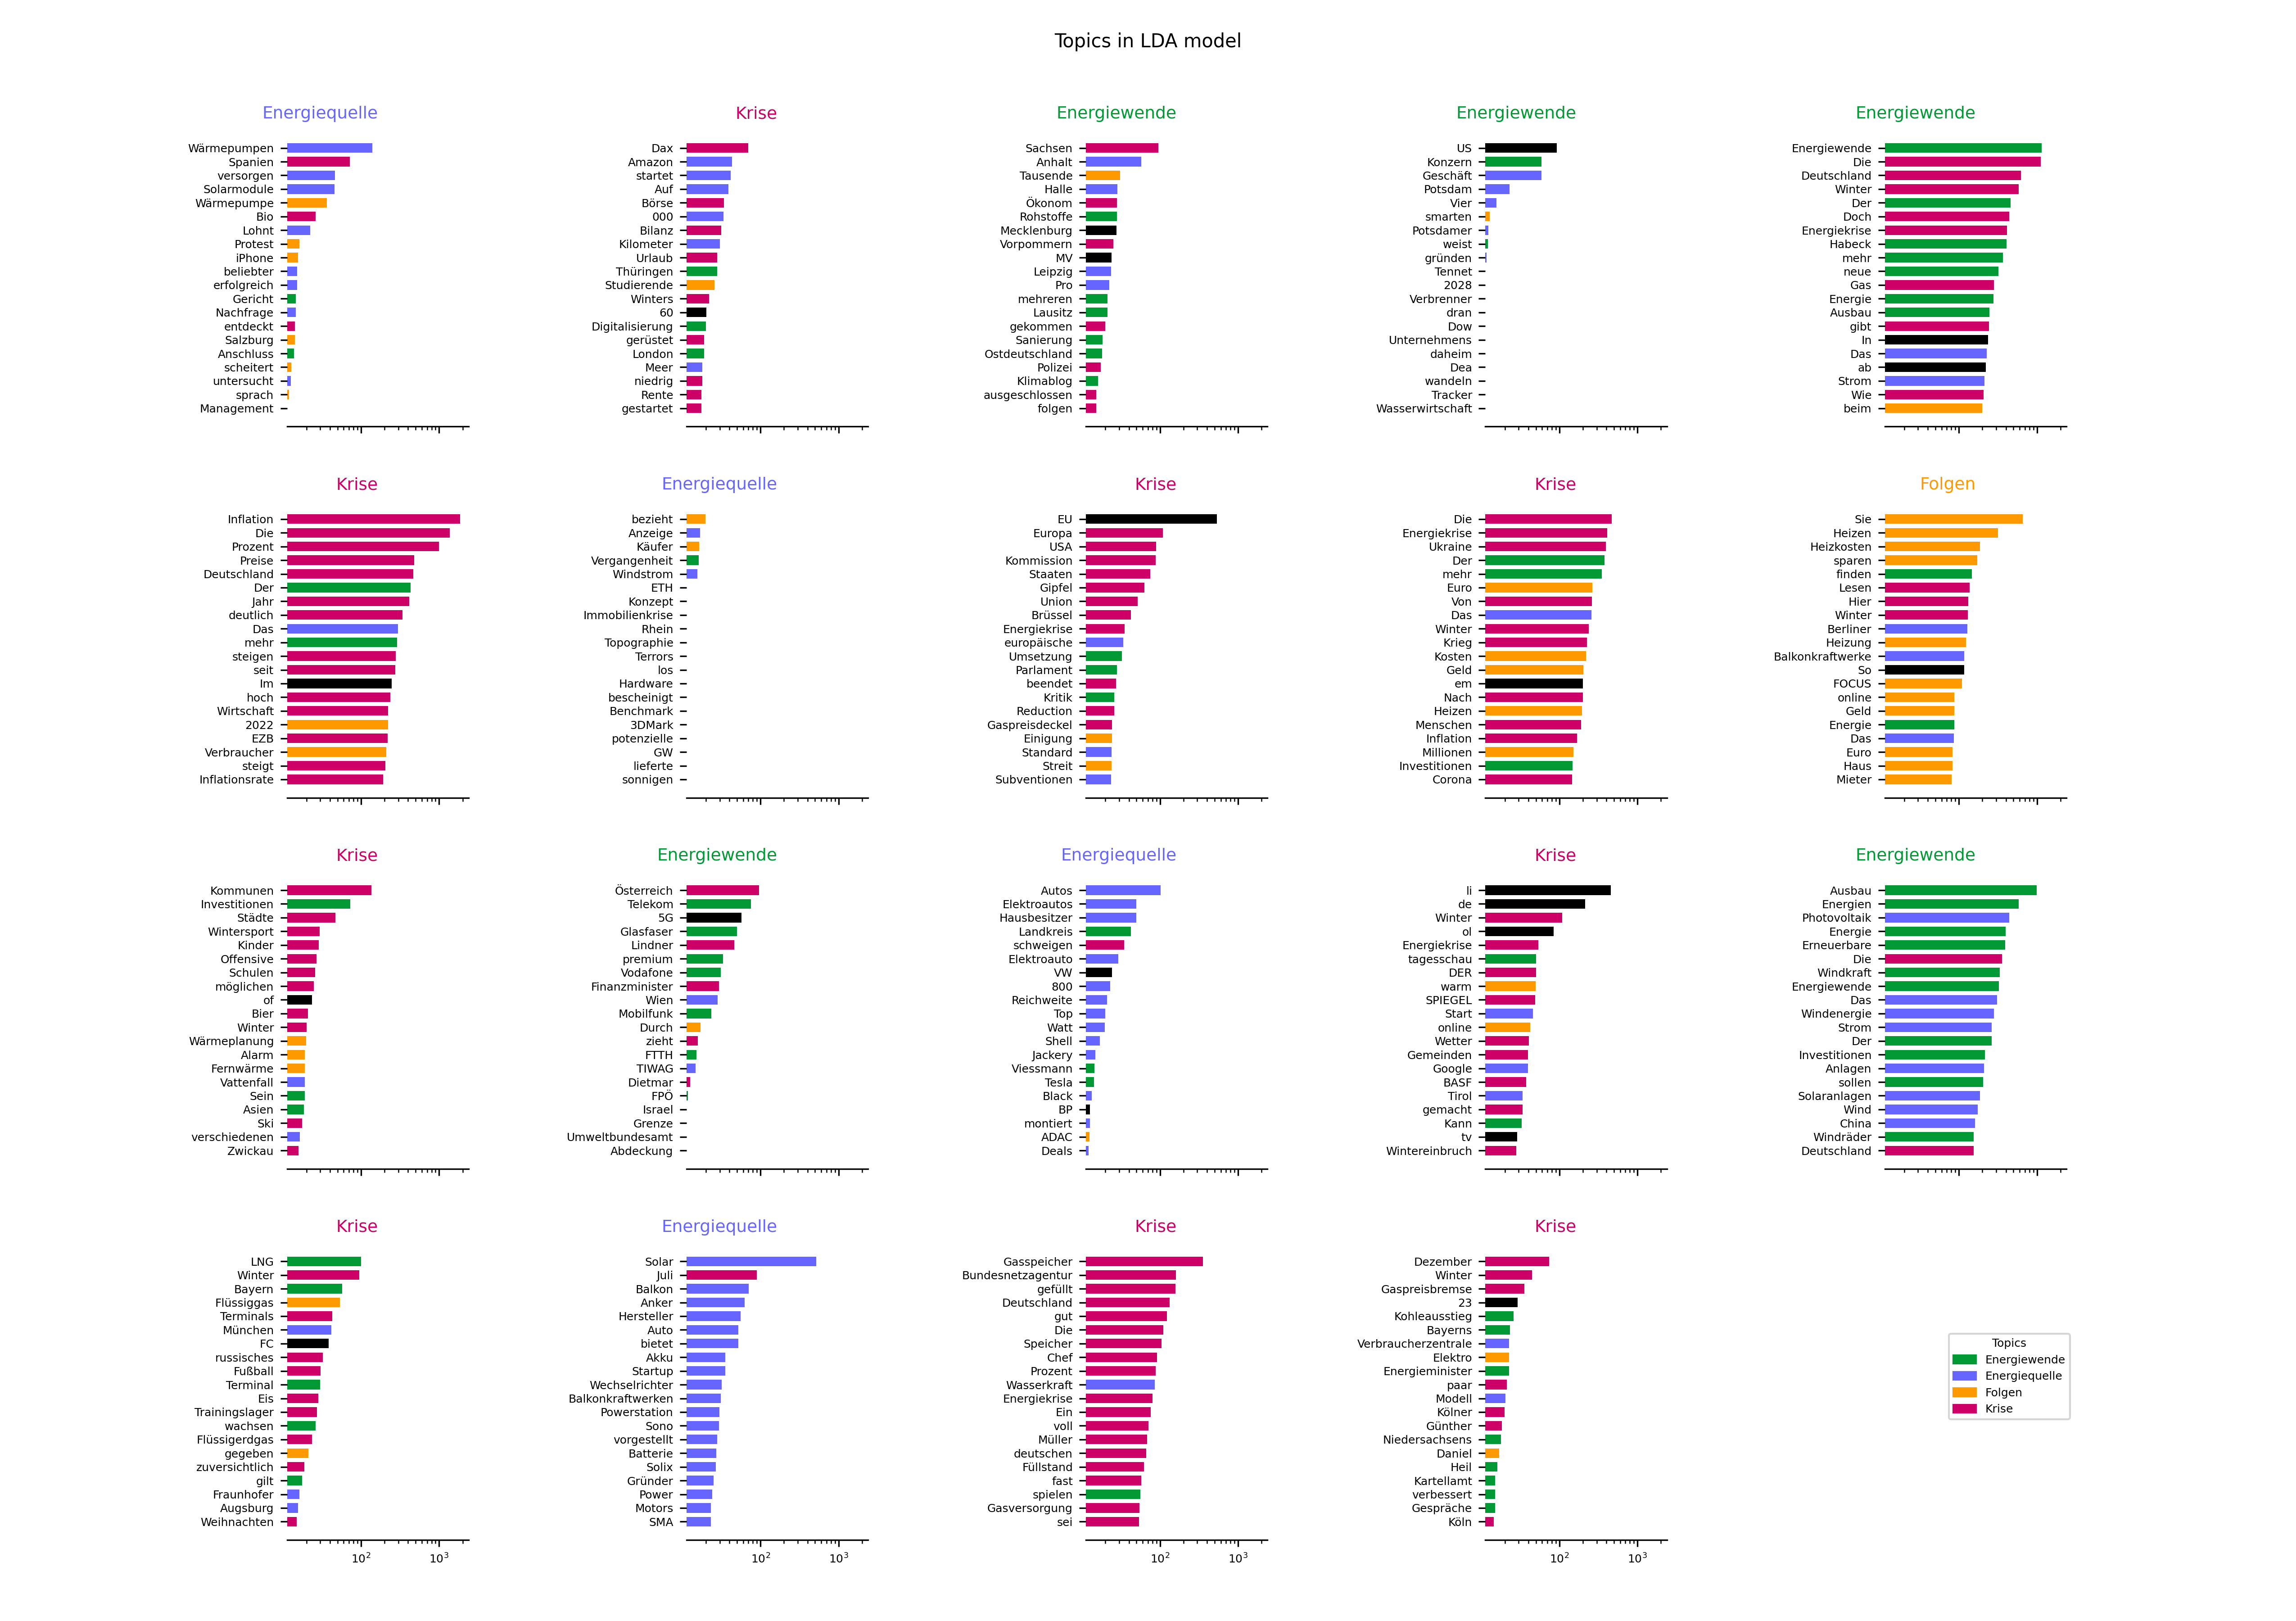 Topics in LDA model
Energiequelle
Wärmepumpen
Spanien
versorgen
Solarmodule
Wärmepumpe
Bio
Lohnt
Protest
iPhone
beliebter
erfolgreich
Gericht
Nachfrage
entdeckt
Salzburg
Anschluss
scheitert
untersucht
sprach
Management
Krise
Dax
Amazon
startet
Auf
Börse
000
Bilanz
Kilometer
Urlaub
Thüringen
Studierende
Winters
60
Digitalisierung
gerüstet
London
Meer
niedrig
Rente
gestartet
Energiewende
Sachsen
Anhalt
Tausende
Halle
Ökonom
Rohstoffe
Mecklenburg
Vorpommern
MV
Leipzig
Pro
mehreren
Lausitz
gekommen
Sanierung
Ostdeutschland
Polizei
Klimablog
ausgeschlossen
folgen
Energiewende
US
Konzern
Geschäft
Potsdam
Vier
smarten
Potsdamer
weist
gründen
Tennet
2028
Verbrenner
dran
Dow
Unternehmens
daheim
Dea
wandeln
Tracker
Wasserwirtschaft
Energiewende
Energiewende
Die
Deutschland
Winter
Der
Doch
Energiekrise
Habeck
mehr
neue
Gas
Energie
Ausbau
gibt
In
Das
ab
Strom
Wie
beim
Krise
Inflation
Die
Prozent
Preise
Deutschland
Der
Jahr
deutlich
Das
mehr
steigen
seit
Im
hoch
Wirtschaft
2022
EZB
Verbraucher
steigt
Inflationsrate
Energiequelle
bezieht
Anzeige
Käufer
Vergangenheit
Windstrom
ETH
Konzept
Immobilienkrise
Rhein
Topographie
Terrors
los
Hardware
bescheinigt
Benchmark
3DMark
potenzielle
GW
lieferte
sonnigen
Krise
EU
Europa
USA
Kommission
Staaten
Gipfel
Union
Brüssel
Energiekrise
europäische
Umsetzung
Parlament
beendet
Kritik
Reduction
Gaspreisdeckel
Einigung
Standard
Streit
Subventionen
Krise
Die
Energiekrise
Ukraine
Der
mehr
Euro
Von
Das
Winter
Krieg
Kosten
Geld
em
Nach
Heizen
Menschen
Inflation
Millionen
Investitionen
Corona
Folgen
Sie
Heizen
Heizkosten
sparen
finden
Lesen
Hier
Winter
Berliner
Heizung
Balkonkraftwerke
So
FOCUS
online
Geld
Energie
Das
Euro
Haus
Mieter
Krise
Kommunen
Investitionen
Städte
Wintersport
Kinder
Offensive
Schulen
möglichen
of
Bier
Winter
Wärmeplanung
Alarm
Fernwärme
Vattenfall
Sein
Asien
Ski
verschiedenen
Zwickau
Energiewende
Österreich
Telekom
5G
Glasfaser
Lindner
premium
Vodafone
Finanzminister
Wien
Mobilfunk
Durch
zieht
FTTH
TIWAG
Dietmar
FPÖ
Israel
Grenze
Umweltbundesamt
Abdeckung
Energiequelle
Autos
Elektroautos
Hausbesitzer
Landkreis
schweigen
Elektroauto
VW
800
Reichweite
Top
Watt
Shell
Jackery
Viessmann
Tesla
Black
BP
montiert
ADAC
Deals
Krise
li
de
Winter
ol
Energiekrise
tagesschau
DER
warm
SPIEGEL
Start
online
Wetter
Gemeinden
Google
BASF
Tirol
gemacht
Kann
tv
Wintereinbruch
Energiewende
Ausbau
Energien
Photovoltaik
Energie
Erneuerbare
Die
Windkraft
Energiewende
Das
Windenergie
Strom
Der
Investitionen
Anlagen
sollen
Solaranlagen
Wind
China
Windräder
Deutschland
Krise
LNG
Winter
Bayern
Flüssiggas
Terminals
München
FC
russisches
Fußball
Terminal
Eis
Trainingslager
wachsen
Flüssigerdgas
gegeben
zuversichtlich
gilt
Fraunhofer
Augsburg
Weihnachten
10² 10³
Energiequelle
Solar
Juli
Balkon
Anker
Hersteller
Auto
bietet
Akku
Startup
Wechselrichter
Balkonkraftwerken
Powerstation
Sono
vorgestellt
Batterie
Solix
Gründer
Power
Motors
SMA
10² 10³
Krise
Gasspeicher
Bundesnetzagentur
gefüllt
Deutschland
gut
Die
Speicher
Chef
Prozent
Wasserkraft
Energiekrise
Ein
voll
Müller
deutschen
Füllstand
fast
spielen
Gasversorgung
sei
10² 10³
Krise
Dezember
Winter
Gaspreisbremse
23
Kohleausstieg
Bayerns
Verbraucherzentrale
Elektro
Energieminister
paar
Modell
Kölner
Günther
Niedersachsens
Daniel
Heil
Kartellamt
verbessert
Gespräche
Köln
10² 10³
Topics
Energiewende
Energiequelle
Folgen
Krise